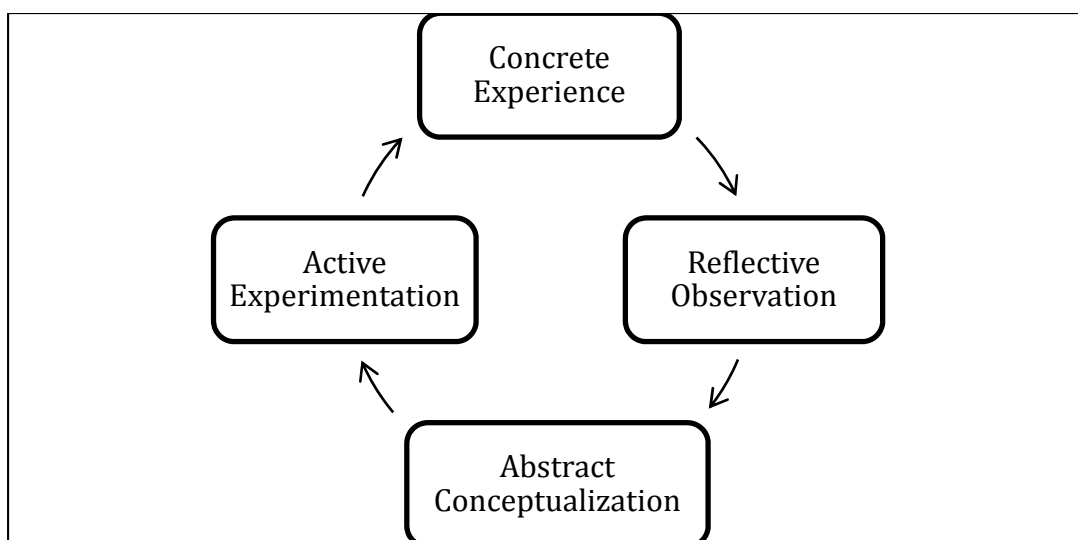 Concrete
Experience
Reflective
Observation
Abstract
Conceptualization
Active
Experimentation